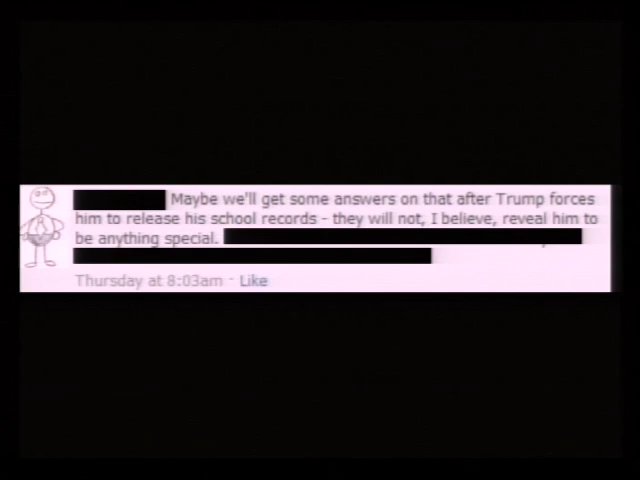 Maybe we'll get some answers on that after Trump forces
him to release his school records - they will not, I believe, reveal him to
be anything special.
Thursday at 8:03am · Like